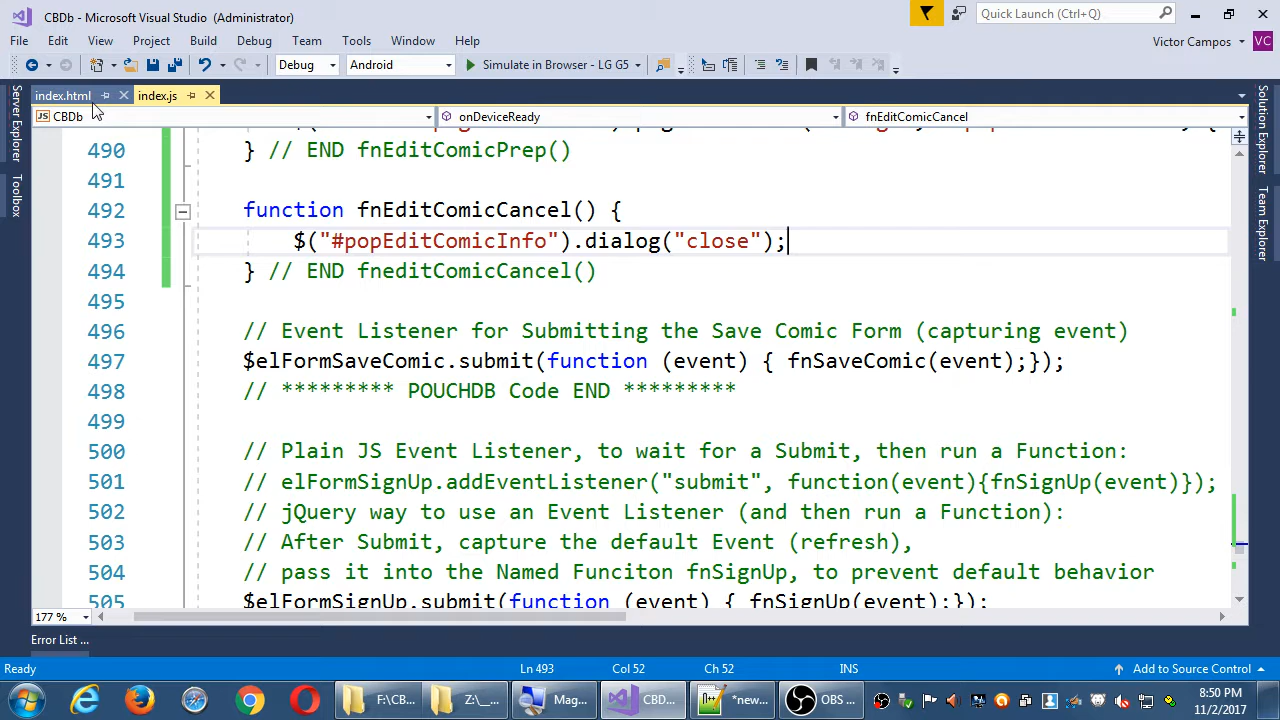 CBDb - Microsoft Visual Studio (Administrator)
Quick Launch (Ctrl+Q)
File Edit View Project Build Debug Team Tools Window Help
Victor Campos VC
Debug Android Simulate in Browser - LG G5
index.html index.js
JS CBDb onDeviceReady fnEditComicCancel
Server Explorer
Toolbox
Solution Explorer
Team Explorer
490 } // END fnEditComicPrep()
491
492 function fnEditComicCancel() {
493 $("#popEditComicInfo").dialog("close");
494 } // END fneditComicCancel()
495
496 // Event Listener for Submitting the Save Comic Form (capturing event)
497 $elFormSaveComic.submit(function (event) { fnSaveComic(event);});
498 // ********* POUCHDB Code END *********
499
500 // Plain JS Event Listener, to wait for a Submit, then run a Function:
501 // elFormSignUp.addEventListener("submit", function(event){fnSignUp(event)});
502 // jQuery way to use an Event Listener (and then run a Function):
503 // After Submit, capture the default Event (refresh),
504 // pass it into the Named Funciton fnSignUp, to prevent default behavior
505 $elFormSignUp.submit(function (event) { fnSignUp(event);});
177 %
Error List ...
Ready Ln 493 Col 52 Ch 52 INS Add to Source Control
F:\CB... Z:\__... Mag... CBD... *new... OBS ...
8:50 PM
11/2/2017